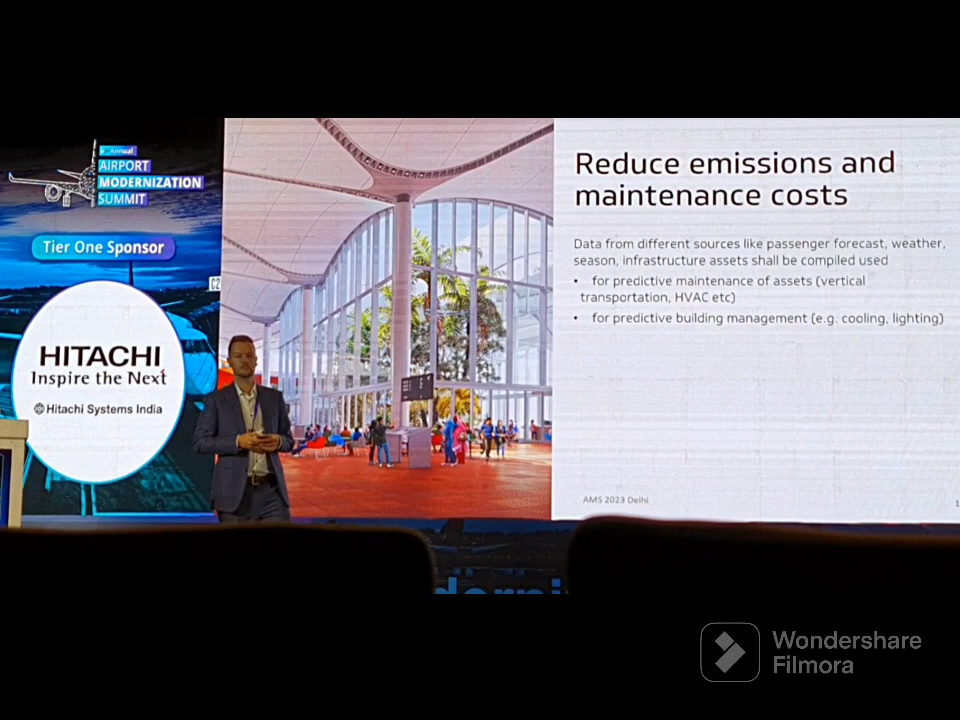 Annual
AIRPORT
MODERNIZATION
SUMMIT
Tier One Sponsor
HITACHI
Inspire the Next
Hitachi Systems India
C2
Reduce emissions and
maintenance costs
Data from different sources like passenger forecast, weather,
season, infrastructure assets shall be compiled used
• for predictive maintenance of assets (vertical
transportation, HVAC etc)
• for predictive building management (e.g. cooling, lighting)
AMS 2023 Delhi
1
Wondershare
Filmora